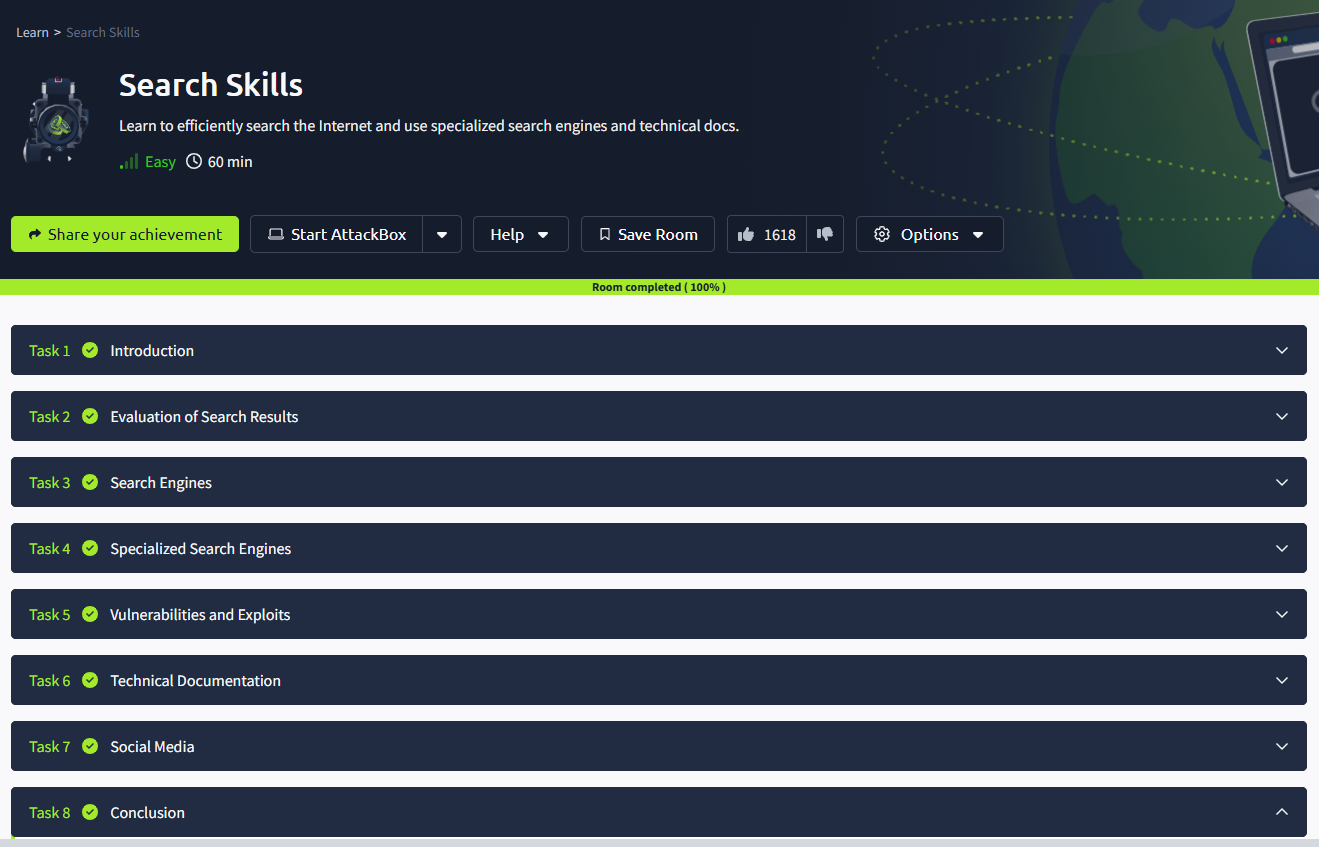 Learn > Search Skills
Search Skills
Learn to efficiently search the Internet and use specialized search engines and technical docs.
Easy 60 min
Share your achievement Start AttackBox Help Save Room 1618 Options
Room completed ( 100% )
Task 1 Introduction
Task 2 Evaluation of Search Results
Task 3 Search Engines
Task 4 Specialized Search Engines
Task 5 Vulnerabilities and Exploits
Task 6 Technical Documentation
Task 7 Social Media
Task 8 Conclusion